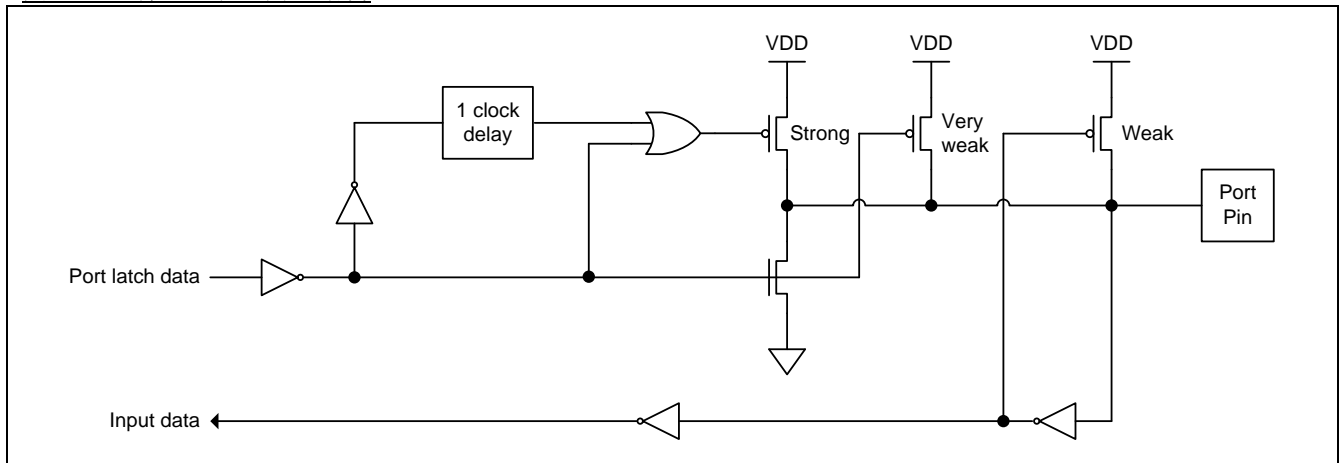 VDD
VDD
VDD
1 clock
delay
Strong
Very
weak
Weak
Port
Pin
Port latch data
Input data